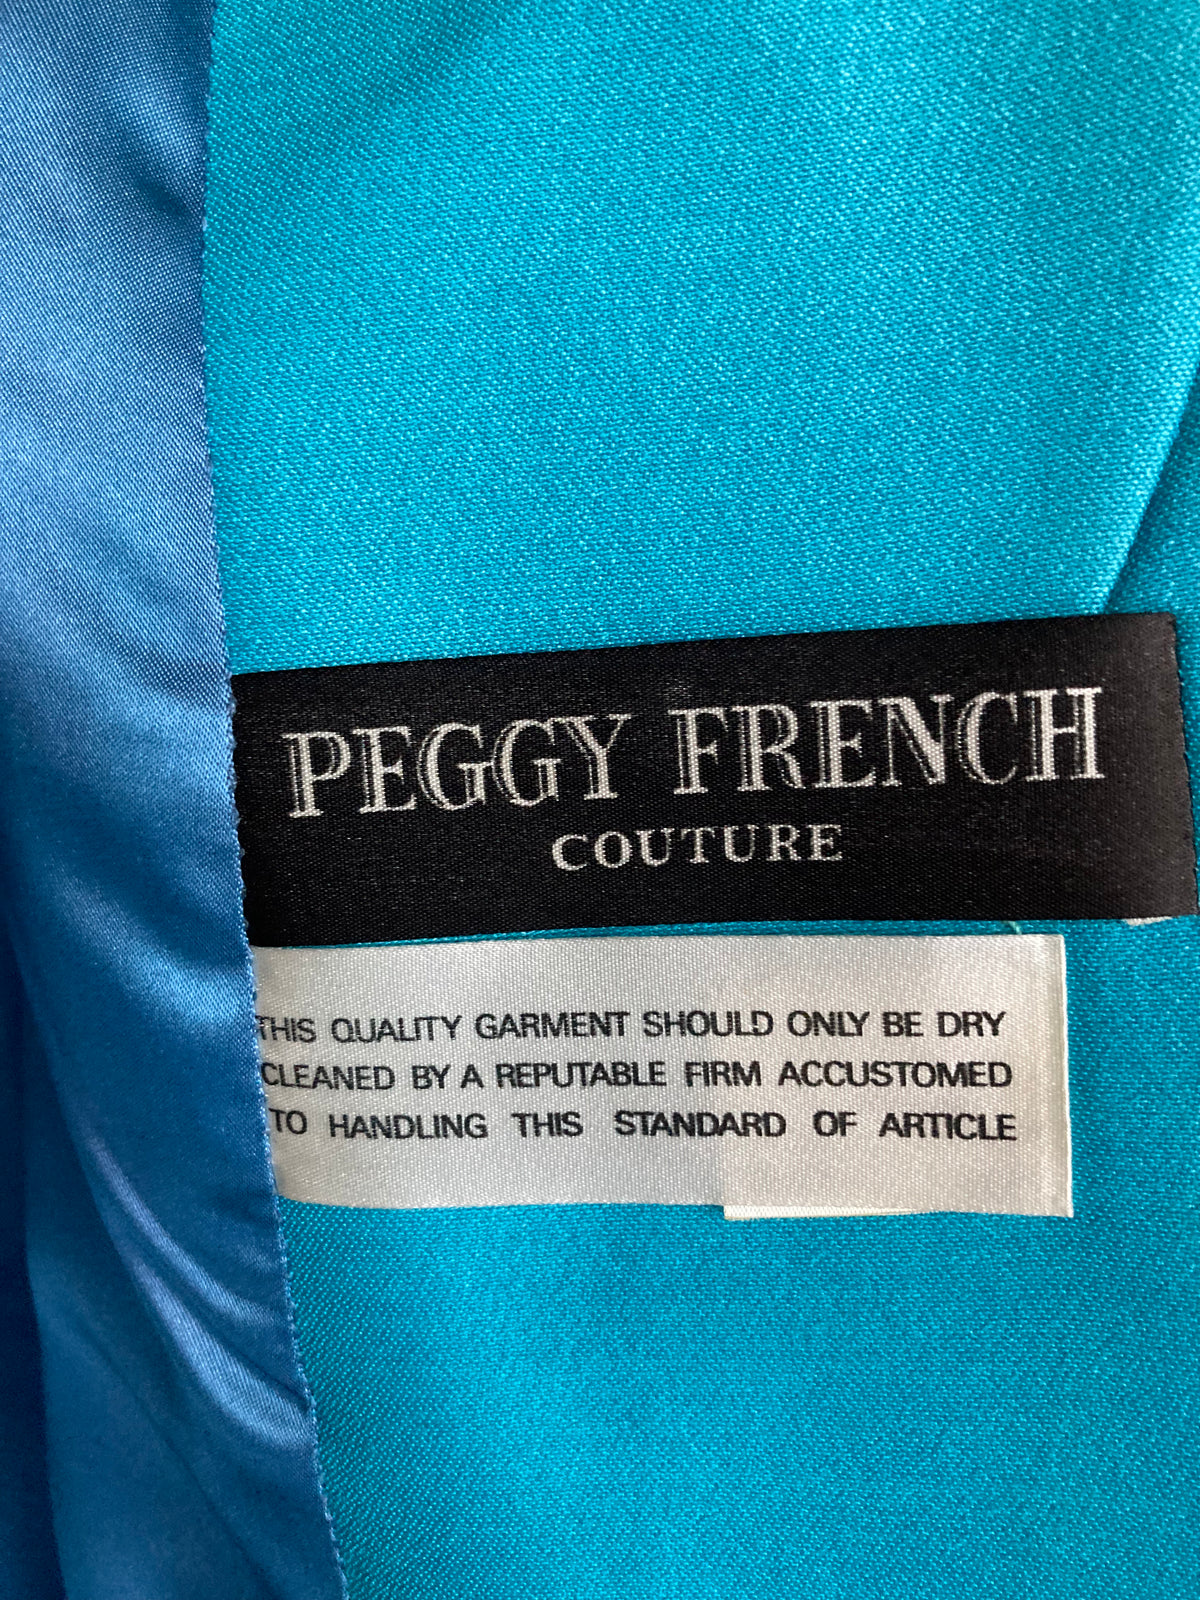 PEGGY FRENCH
COUTURE
THIS QUALITY GARMENT SHOULD ONLY BE DRY
CLEANED BY A REPUTABLE FIRM ACCUSTOMED
TO HANDLING THIS STANDARD OF ARTICLE